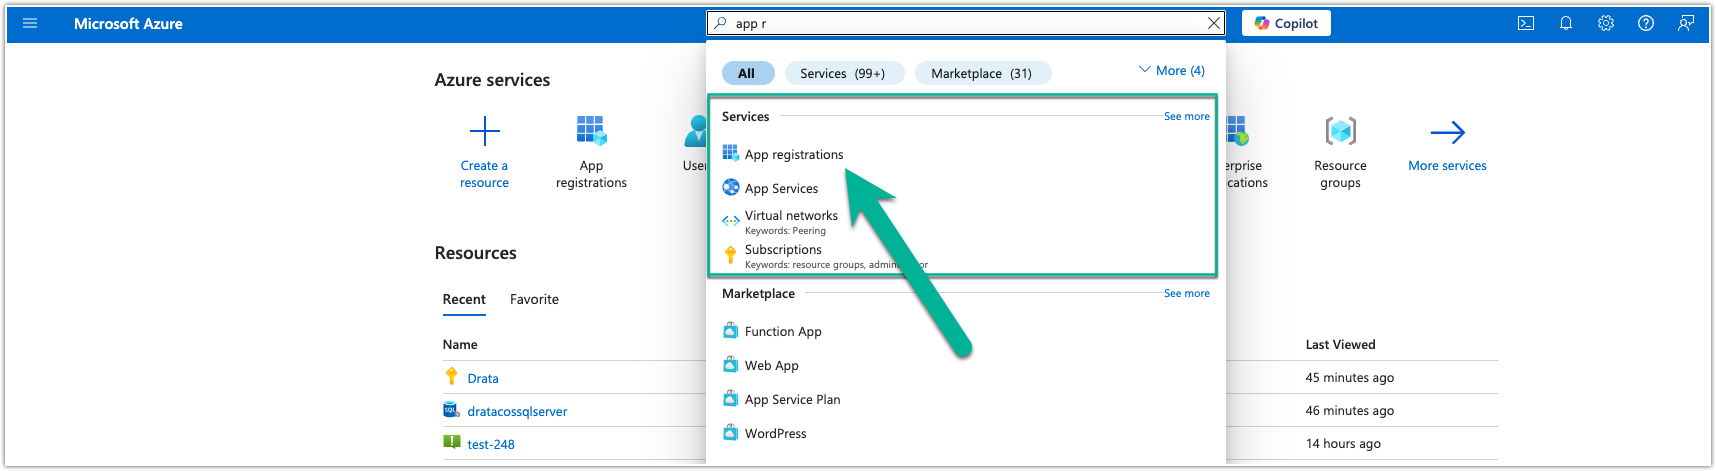 Microsoft Azure
app r
Copilot
All
Services (99+)
Marketplace (31)
More (4)
Azure services
Create a
resource
App
registrations
Services
See more
App registrations
App Services
Virtual networks
Keywords: Peering
Subscriptions
Keywords: resource groups,
Resource
groups
More services
Resources
Recent
Favorite
Marketplace
See more
Function App
Web App
App Service Plan
WordPress
Name
Last Viewed
Drata
45 minutes ago
dratacossqlserver
46 minutes ago
test-248
14 hours ago